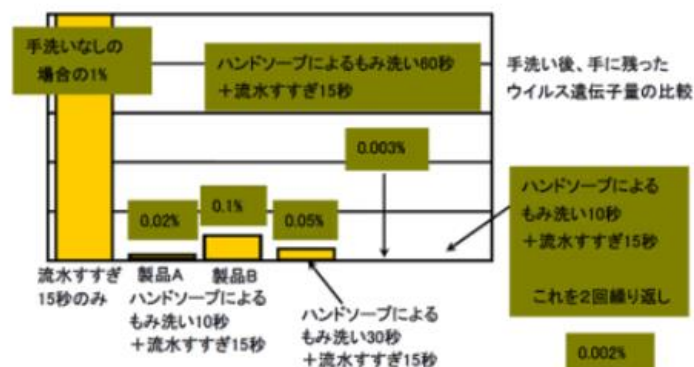 手洗いなしの
場合の1%
ハンドソープによるもみ洗い60秒
＋流水すすぎ15秒
手洗い後、手に残った
ウイルス遺伝子量の比較
0.003%
0.02%
0.1%
0.05%
ハンドソープによる
もみ洗い10秒
＋流水すすぎ15秒
これを2回繰り返し
0.002%
流水すすぎ
15秒のみ
製品A
製品B
ハンドソープによる
もみ洗い10秒
＋流水すすぎ15秒
ハンドソープによる
もみ洗い30秒
＋流水すすぎ15秒